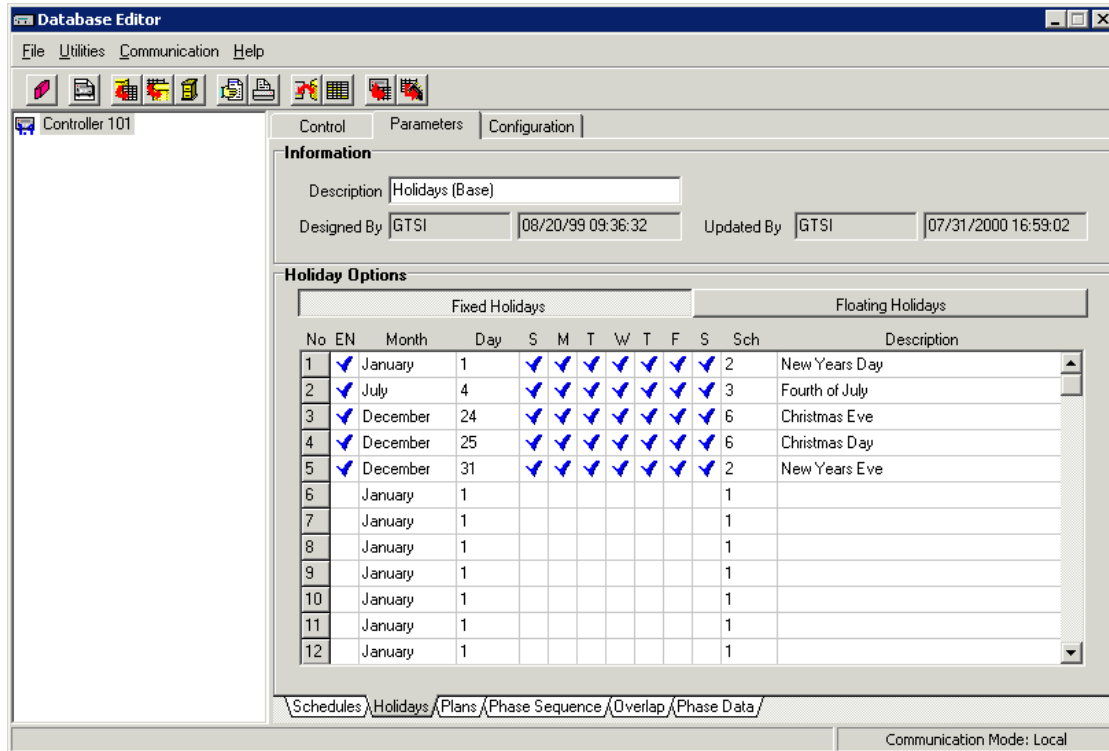 Database Editor
File Utilities Communication Help
Controller 101
Control Parameters Configuration
Information
Description Holidays (Base)
Designed By GTSI 08/20/99 09:36:32 Updated By GTSI 07/31/2000 16:59:02
Holiday Options
Fixed Holidays Floating Holidays
No EN Month Day S M T W T F S Sch Description
1 January 1 2 New Years Day
2 July 4 3 Fourth of July
3 December 24 6 Christmas Eve
4 December 25 6 Christmas Day
5 December 31 2 New Years Eve
6 January 1 1
7 January 1 1
8 January 1 1
9 January 1 1
10 January 1 1
11 January 1 1
12 January 1 1
Schedules Holidays Plans Phase Sequence Overlap Phase Data
Communication Mode: Local